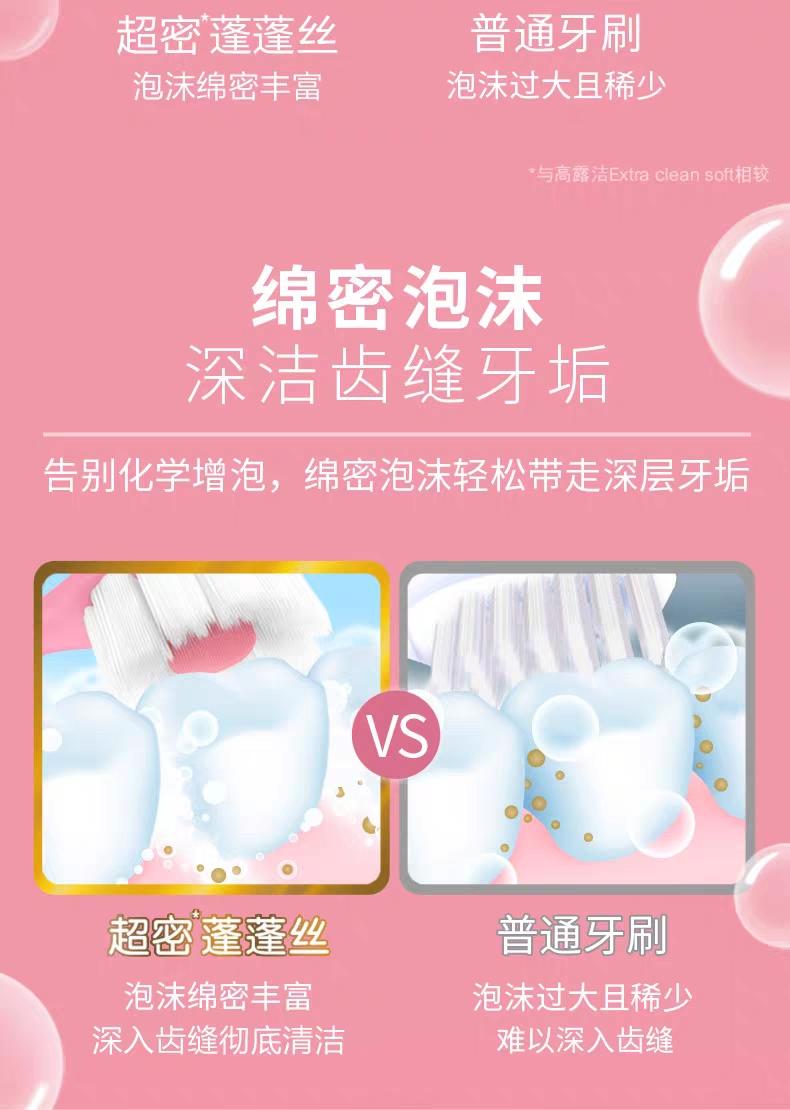 超密*蓬蓬丝
普通牙刷
泡沫绵密丰富
泡沫过大且稀少
*与高露洁Extra clean soft相较
绵密泡沫
深洁齿缝牙垢
告别化学增泡，绵密泡沫轻松带走深层牙垢
VS
超密*蓬蓬丝
普通牙刷
泡沫绵密丰富
泡沫过大且稀少
深入齿缝彻底清洁
难以深入齿缝